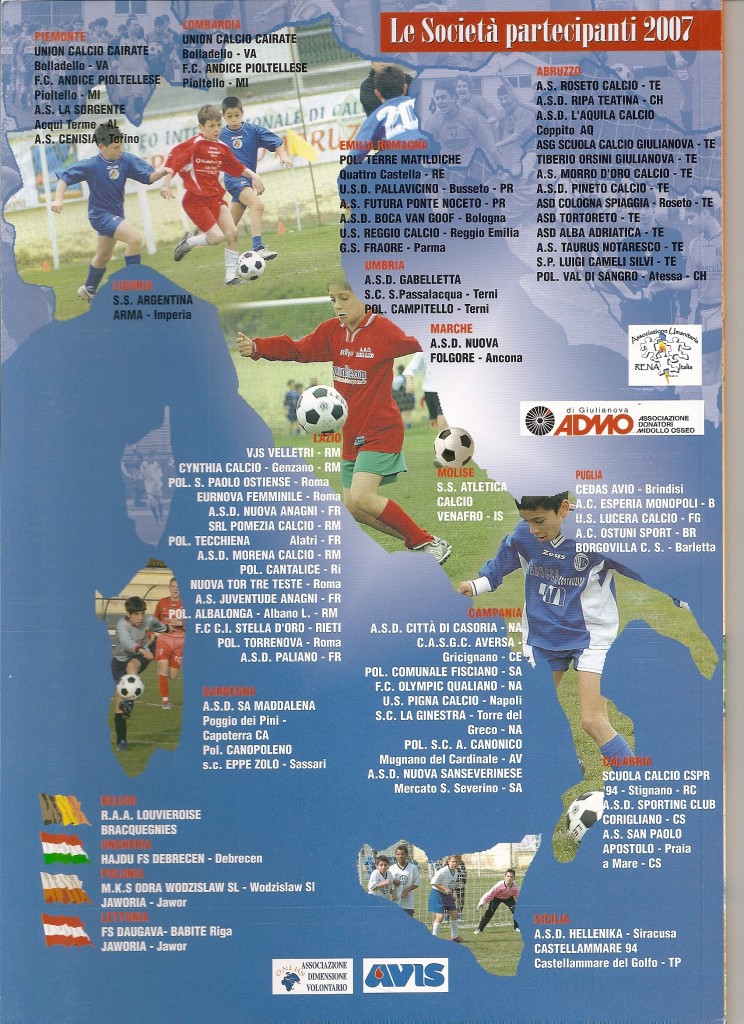 Le Società partecipanti 2007
PIEMONTE
UNION CALCIO CAIRATE
Bolladello - VA
F.C. ANDICE PIOLTELLESE
Pioltello - MI
A.S. LA SORGENTE
Acqui Terme - AL
A.S. CENISIA - Torino
LOMBARDIA
UNION CALCIO CAIRATE
Bolladello - VA
F.C. ANDICE PIOLTELLESE
Pioltello - MI
EMILIA ROMAGNA
POL. TERRE MATILDICHE
Quattro Castella - RE
U.S.D. PALLAVICINO - Busseto - PR
A.S. FUTURA PONTE NOCETO - PR
A.S.D. BOCA VAN GOOF - Bologna
U.S. REGGIO CALCIO - Reggio Emilia
G.S. FRAORE - Parma
ABRUZZO
A.S. ROSETO CALCIO - TE
A.S.D. RIPA TEATINA - CH
A.S.D. L'AQUILA CALCIO
Coppito AQ
ASG SCUOLA CALCIO GIULIANOVA - TE
TIBERIO ORSINI GIULIANOVA - TE
A.S. MORRO D'ORO CALCIO - TE
A.S.D. PINETO CALCIO - TE
ASD COLOGNA SPIAGGIA - Roseto - TE
ASD TORTORETO - TE
ASD ALBA ADRIATICA - TE
A.S. TAURUS NOTARESCO - TE
S.P. LUIGI CAMELI SILVI - TE
POL. VAL DI SANGRO - Atessa - CH
LIGURIA
S.S. ARGENTINA
ARMA - Imperia
UMBRIA
A.S.D. GABELLETTA
S.C. S.Passalacqua - Terni
POL. CAMPITELLO - Terni
MARCHE
A.S.D. NUOVA
FOLGORE - Ancona
Associazione Umanitaria
RENA Italia
di Giulianova
ADMO
ASSOCIAZIONE
DONATORI
MIDOLLO OSSEO
LAZIO
VJS VELLETRI - RM
CYNTHIA CALCIO - Genzano - RM
POL. S. PAOLO OSTIENSE - Roma
EURNOVA FEMMINILE - Roma
A.S.D. NUOVA ANAGNI - FR
SRL POMEZIA CALCIO - RM
POL. TECCHIENA Alatri - FR
A.S.D. MORENA CALCIO - RM
POL. CANTALICE - Ri
NUOVA TOR TRE TESTE - Roma
A.S. JUVENTUDE ANAGNI - FR
POL. ALBALONGA - Albano L. - RM
F.C C.I. STELLA D'ORO - RIETI
POL. TORRENOVA - Roma
A.S.D. PALIANO - FR
MOLISE
S.S. ATLETICA
CALCIO
VENAFRO - IS
PUGLIA
CEDAS AVIO - Brindisi
A.C. ESPERIA MONOPOLI - B
U.S. LUCERA CALCIO - FG
A.C. OSTUNI SPORT - BR
BORGOVILLA C. S. - Barletta
CAMPANIA
A.S.D. CITTÀ DI CASORIA - NA
C.A.S.G.C. AVERSA -
Gricignano - CE
POL. COMUNALE FISCIANO - SA
F.C. OLYMPIC QUALIANO - NA
U.S. PIGNA CALCIO - Napoli
S.C. LA GINESTRA - Torre del
Greco - NA
POL. S.C. A. CANONICO
Mugnano del Cardinale - AV
A.S.D. NUOVA SANSEVERINESE
Mercato S. Severino - SA
SARDEGNA
A.S.D. SA MADDALENA
Poggio dei Pini -
Capoterra CA
Pol. CANOPOLENO
s.c. EPPE ZOLO - Sassari
CALABRIA
SCUOLA CALCIO CSPR
'94 - Stignano - RC
A.S.D. SPORTING CLUB
CORIGLIANO - CS
A.S. SAN PAOLO
APOSTOLO - Praia
a Mare - CS
BELGIO
R.A.A. LOUVIEROISE
BRACQUEGNIES
UNGHERIA
HAJDU FS DEBRECEN - Debrecen
POLONIA
M.K.S ODRA WODZISLAW SL - Wodzislaw Sl
JAWORIA - Jawor
LETTONIA
FS DAUGAVA- BABITE Riga
JAWORIA - Jawor
SICILIA
A.S.D. HELLENIKA - Siracusa
CASTELLAMMARE 94
Castellammare del Golfo - TP
ONLUS
ASSOCIAZIONE
DIMENSIONE
VOLONTARIO
AVIS
20
Zeus